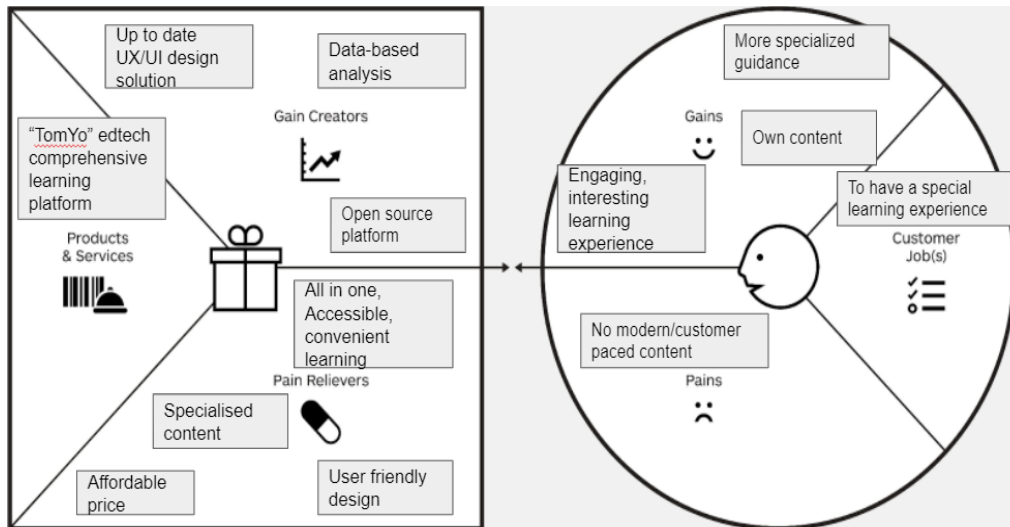 Up to date
UX/UI design
solution
Data-based
analysis
Gain Creators
“TomYo” edtech
comprehensive
learning
platform
Open source
platform
Products
& Services
All in one,
Accessible,
convenient
learning
Pain Relievers
Specialised
content
Affordable
price
User friendly
design
More specialized
guidance
Gains
Own content
Engaging,
interesting
learning
experience
To have a special
learning experience
Customer
Job(s)
No modern/customer
paced content
Pains